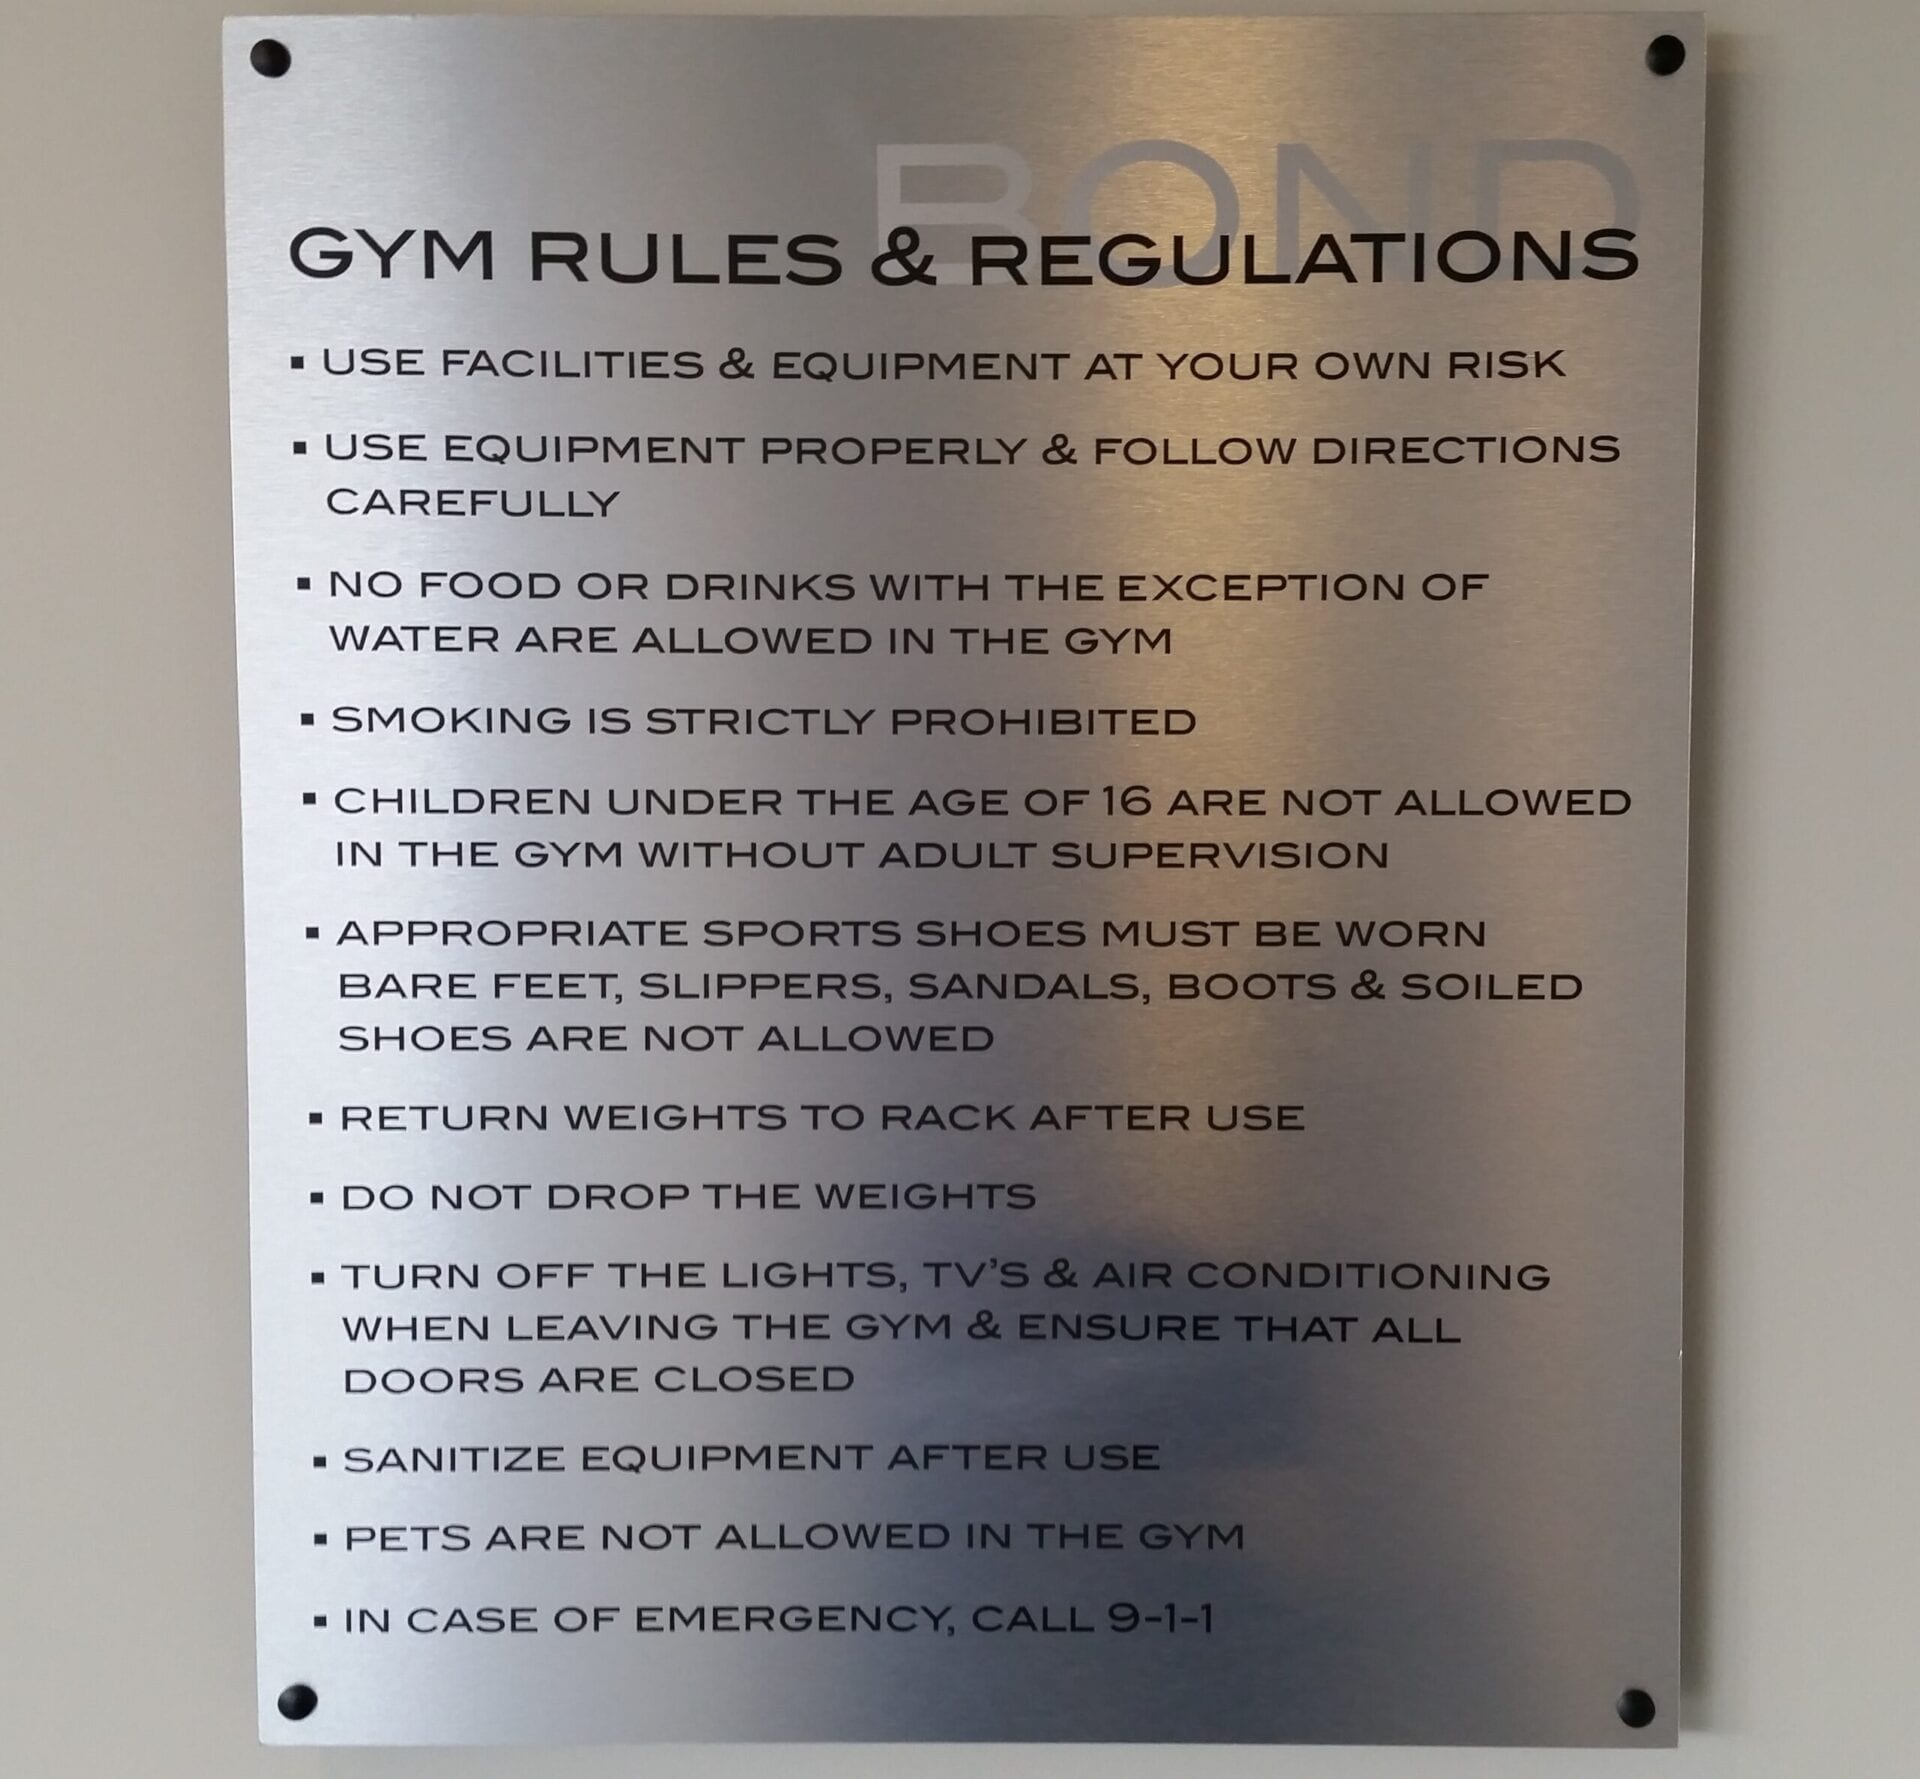 BOND
GYM RULES & REGULATIONS
▪ USE FACILITIES & EQUIPMENT AT YOUR OWN RISK
▪ USE EQUIPMENT PROPERLY & FOLLOW DIRECTIONS
CAREFULLY
▪ NO FOOD OR DRINKS WITH THE EXCEPTION OF
WATER ARE ALLOWED IN THE GYM
▪ SMOKING IS STRICTLY PROHIBITED
▪ CHILDREN UNDER THE AGE OF 16 ARE NOT ALLOWED
IN THE GYM WITHOUT ADULT SUPERVISION
▪ APPROPRIATE SPORTS SHOES MUST BE WORN
BARE FEET, SLIPPERS, SANDALS, BOOTS & SOILED
SHOES ARE NOT ALLOWED
▪ RETURN WEIGHTS TO RACK AFTER USE
▪ DO NOT DROP THE WEIGHTS
▪ TURN OFF THE LIGHTS, TV'S & AIR CONDITIONING
WHEN LEAVING THE GYM & ENSURE THAT ALL
DOORS ARE CLOSED
▪ SANITIZE EQUIPMENT AFTER USE
▪ PETS ARE NOT ALLOWED IN THE GYM
▪ IN CASE OF EMERGENCY, CALL 9-1-1